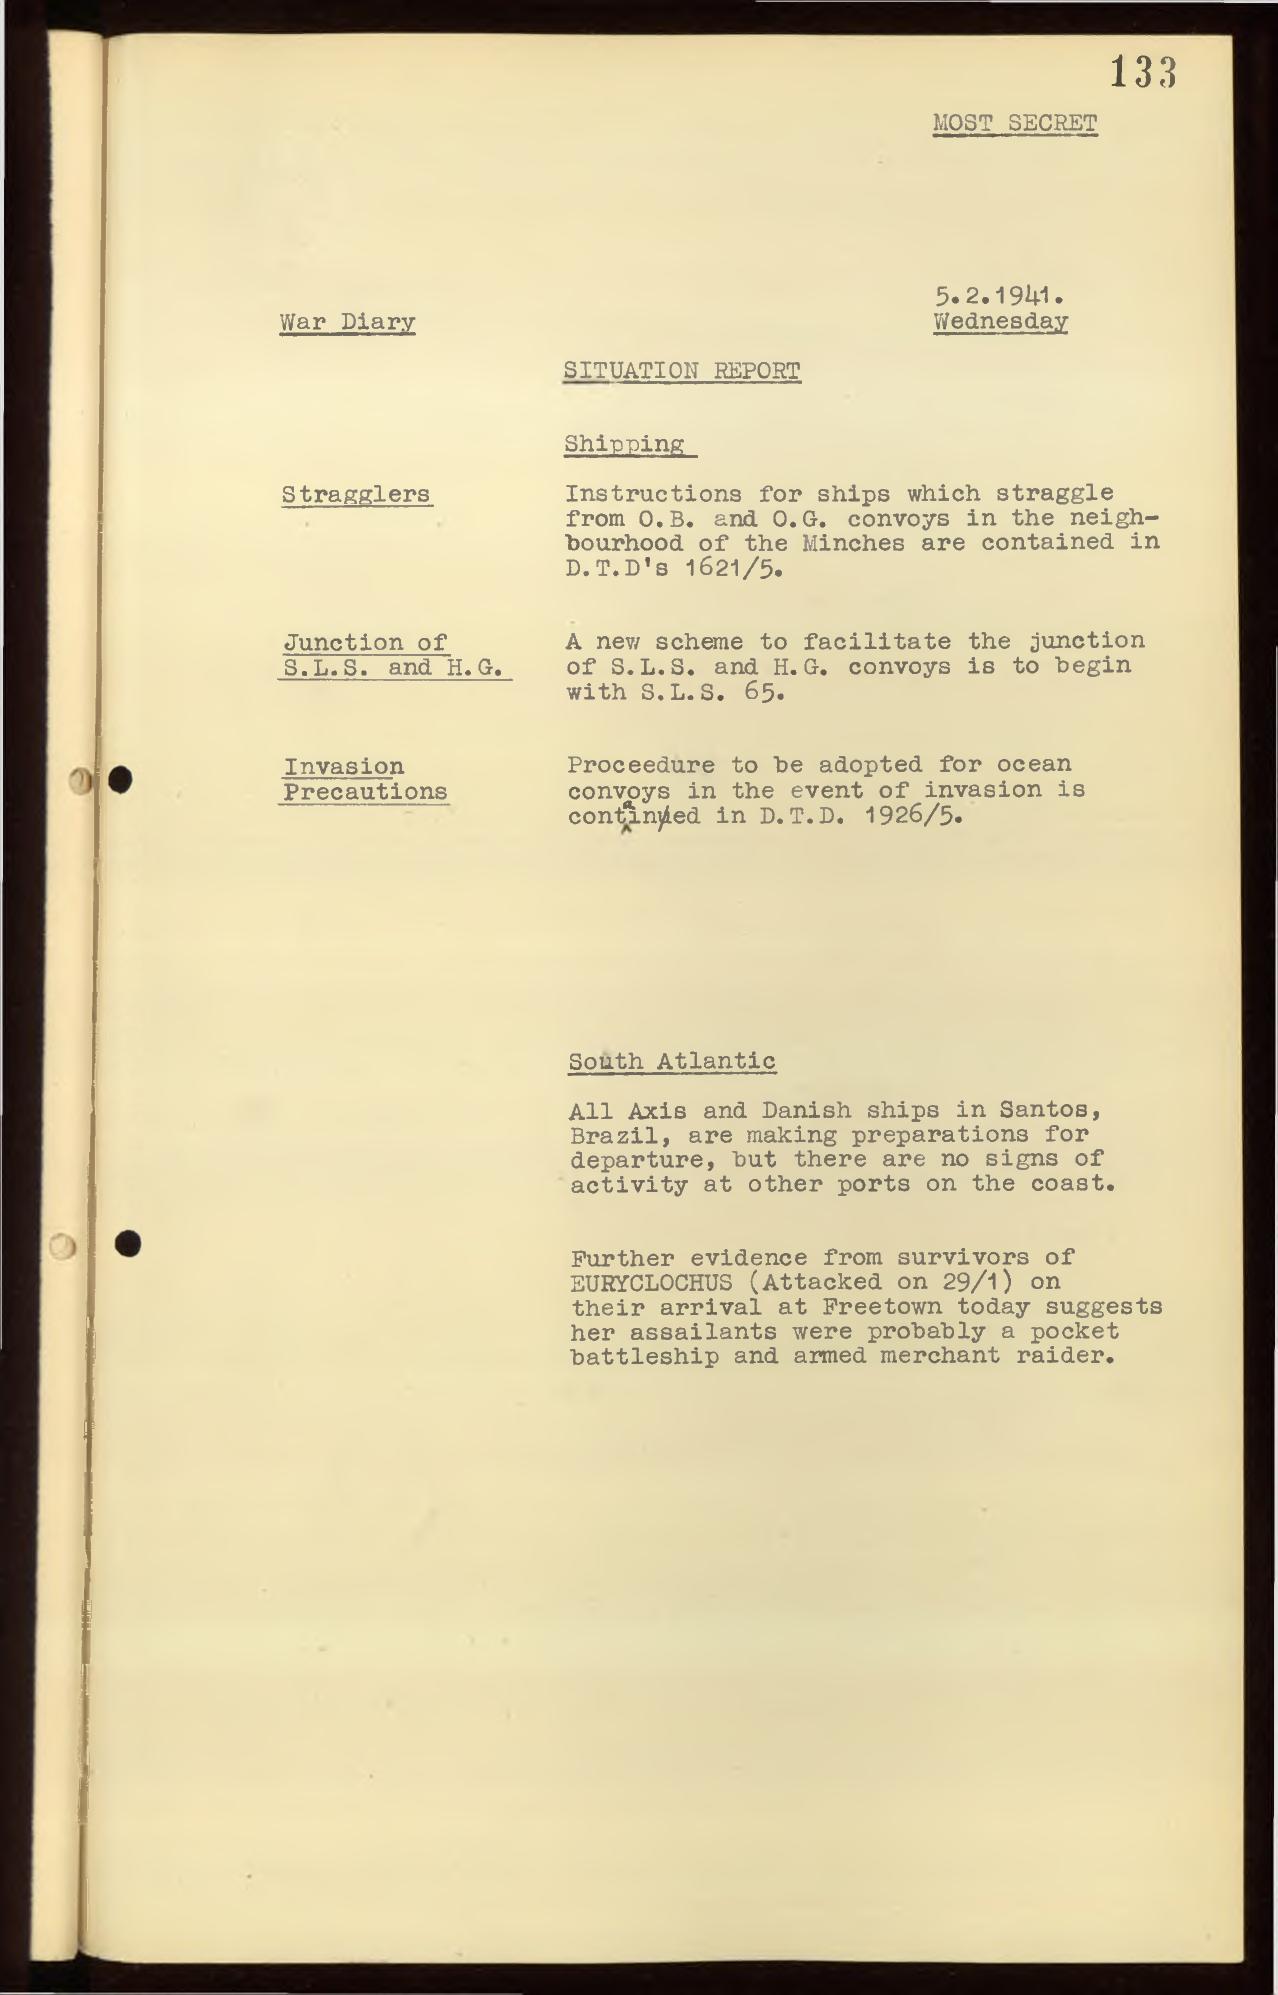 133
MOST SECRET
5.2.1941.
War Diary
Wednesday
SITUATION REPORT
Shipping
Stragglers
Instructions for ships which straggle
from O.B. and O.G. convoys in the neigh-
bourhood of the Minches are contained in
D.T.D's 1621/5.
Junction of
S.L.S. and H.G.
A new scheme to facilitate the junction
of S.L.S. and H.G. convoys is to begin
with S.L.S. 65.
Invasion
Precautions
Proceedure to be adopted for ocean
convoys in the event of invasion is
contained in D.T.D. 1926/5.
South Atlantic
All Axis and Danish ships in Santos,
Brazil, are making preparations for
departure, but there are no signs of
activity at other ports on the coast.
Further evidence from survivors of
EURYCLOCHUS (Attacked on 29/1) on
their arrival at Freetown today suggests
her assailants were probably a pocket
battleship and armed merchant raider.